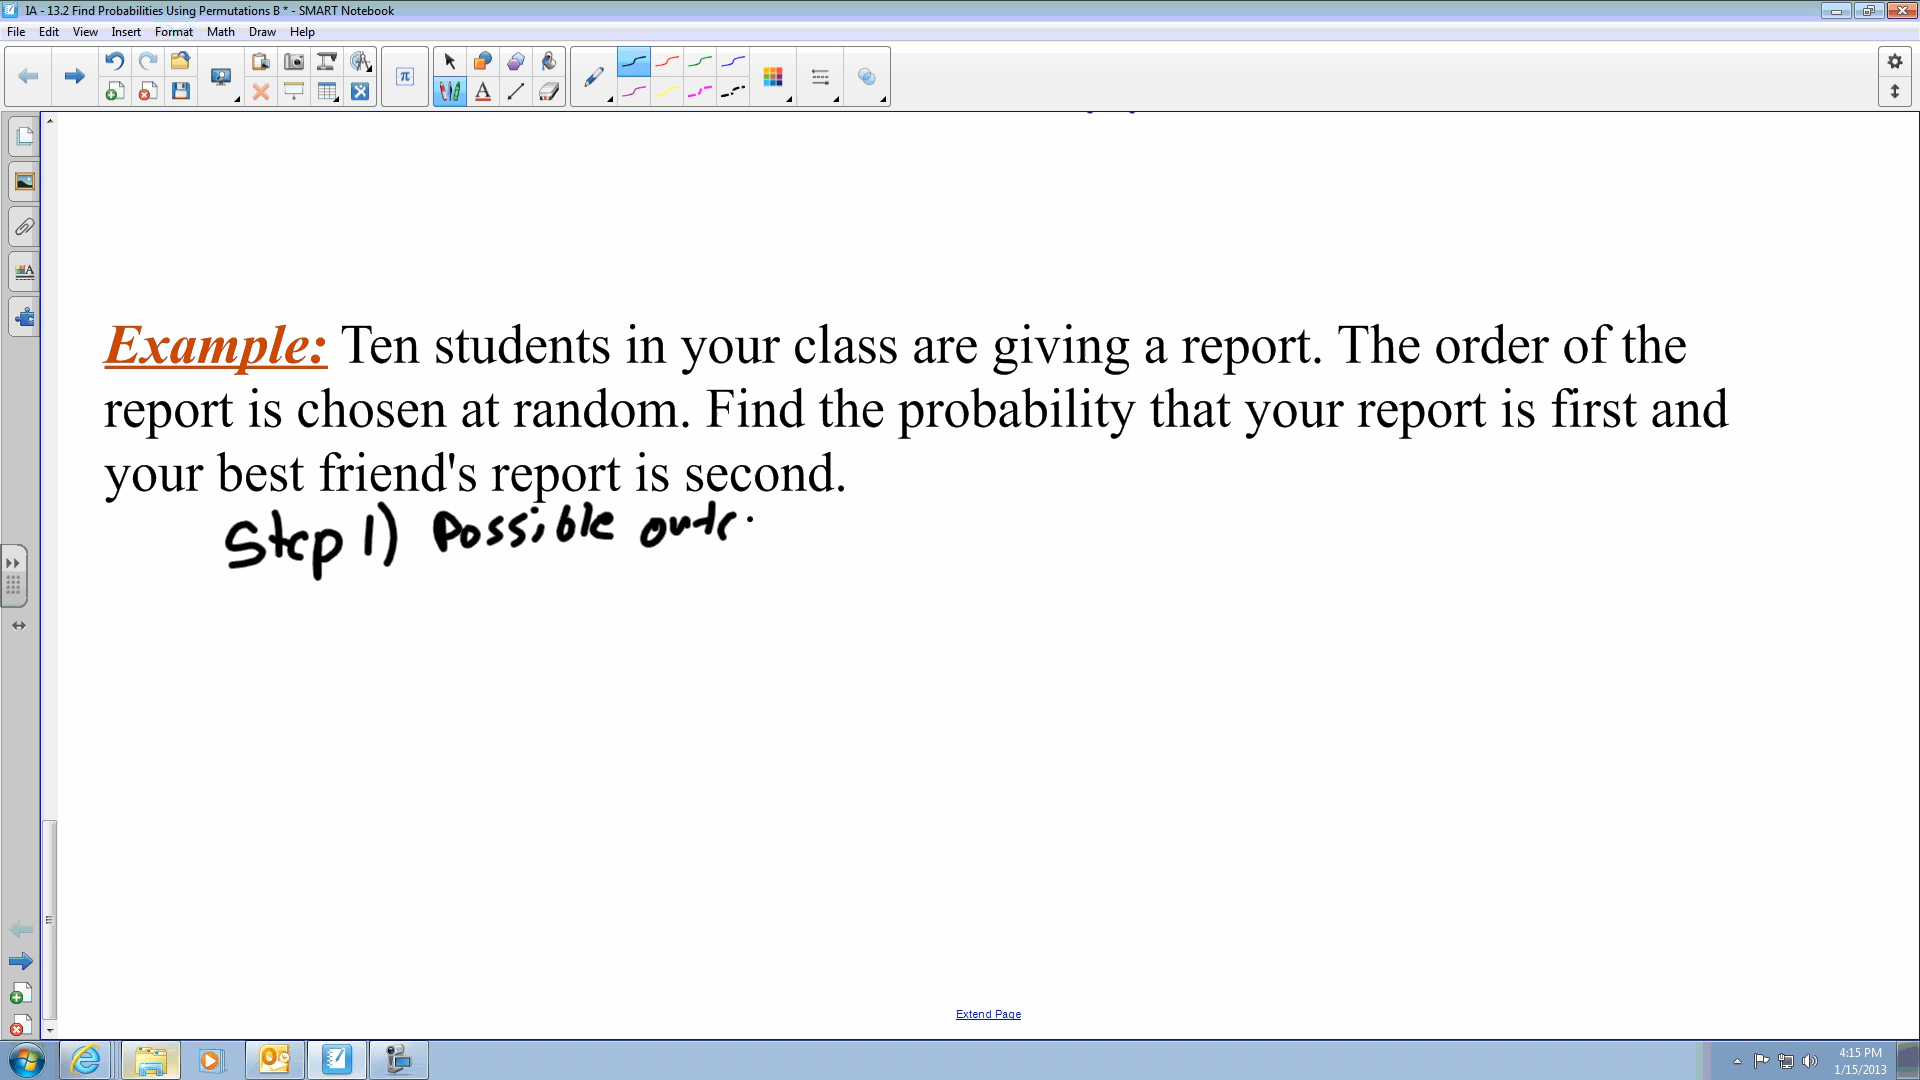 IA - 13.2 Find Probabilities Using Permutations B * - SMART Notebook
File Edit View Insert Format Math Draw Help
Example: Ten students in your class are giving a report. The order of the
report is chosen at random. Find the probability that your report is first and
your best friend's report is second.
Step 1) Possible outc
Extend Page
4:15 PM
1/15/2013